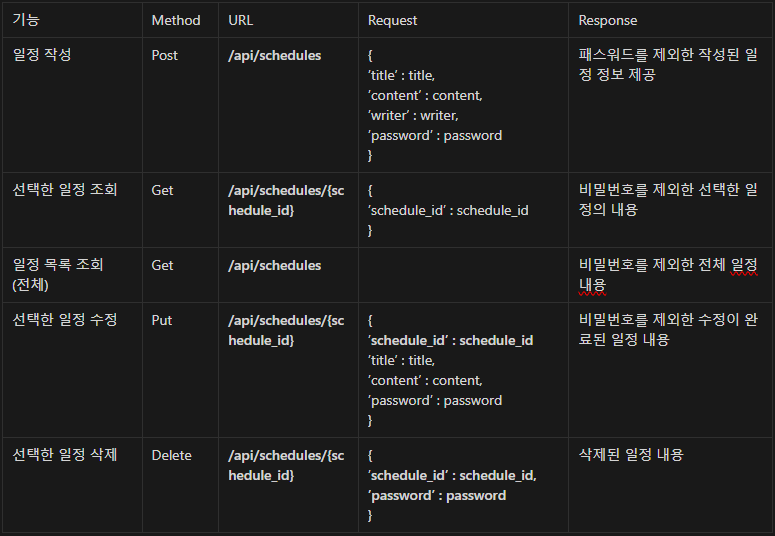 기능 Method URL Request Response
일정 작성 Post /api/schedules {
’title’ : title,
’content’ : content,
’writer’ : writer,
’password’ : password
}
패스워드를 제외한 작성된 일
정 정보 제공
선택한 일정 조회 Get /api/schedules/{sc
hedule_id}
{
’schedule_id’ : schedule_id
}
비밀번호를 제외한 선택한 일
정의 내용
일정 목록 조회
(전체)
Get /api/schedules
비밀번호를 제외한 전체 일정
내용
선택한 일정 수정 Put /api/schedules/{sc
hedule_id}
{
’schedule_id’ : schedule_id
’title’ : title,
’content’ : content,
’password’ : password
}
비밀번호를 제외한 수정이 완
료된 일정 내용
선택한 일정 삭제 Delete /api/schedules/{sc
hedule_id}
{
’schedule_id’ : schedule_id,
’password’ : password
}
삭제된 일정 내용